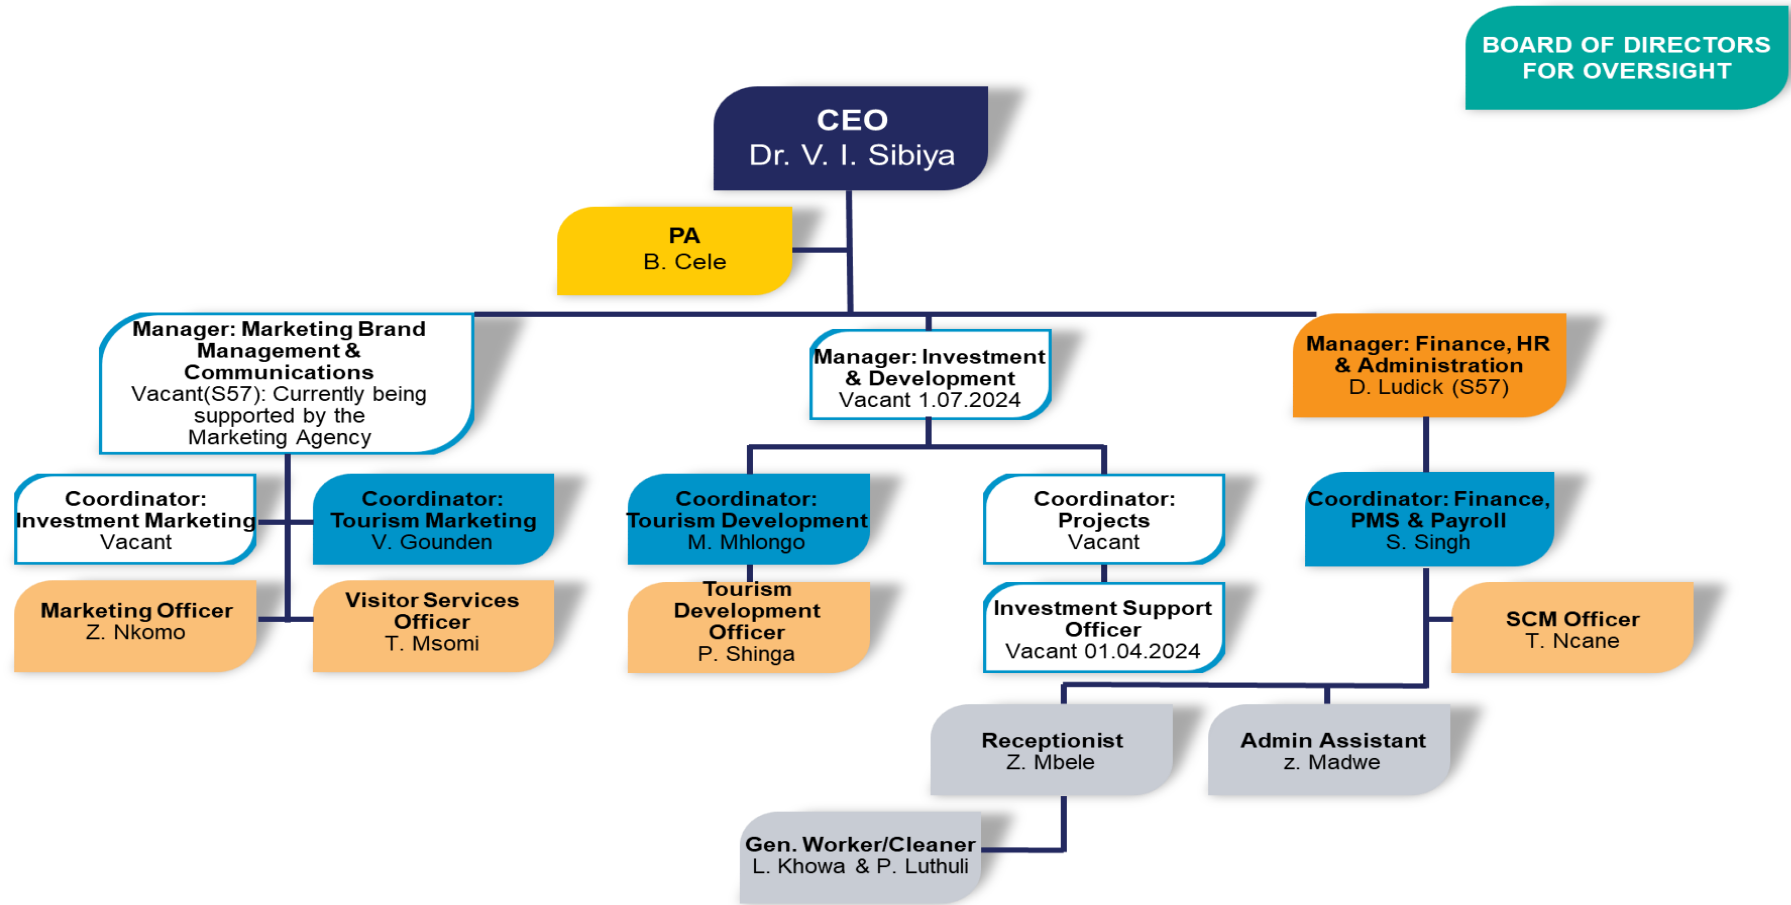 BOARD OF DIRECTORS
FOR OVERSIGHT
CEO
Dr. V. I. Sibiya
PA
B. Cele
Manager: Marketing Brand
Management &
Communications
Vacant(S57): Currently being
supported by the
Marketing Agency
Manager: Investment
& Development
Vacant 1.07.2024
Manager: Finance, HR
& Administration
D. Ludick (S57)
Coordinator:
Investment Marketing
Vacant
Coordinator:
Tourism Marketing
V. Gounden
Coordinator:
Tourism Development
M. Mhlongo
Coordinator:
Projects
Vacant
Coordinator: Finance,
PMS & Payroll
S. Singh
Marketing Officer
Z. Nkomo
Visitor Services
Officer
T. Msomi
Tourism
Development
Officer
P. Shinga
Investment Support
Officer
Vacant 01.04.2024
SCM Officer
T. Ncane
Receptionist
Z. Mbele
Admin Assistant
z. Madwe
Gen. Worker/Cleaner
L. Khowa & P. Luthuli